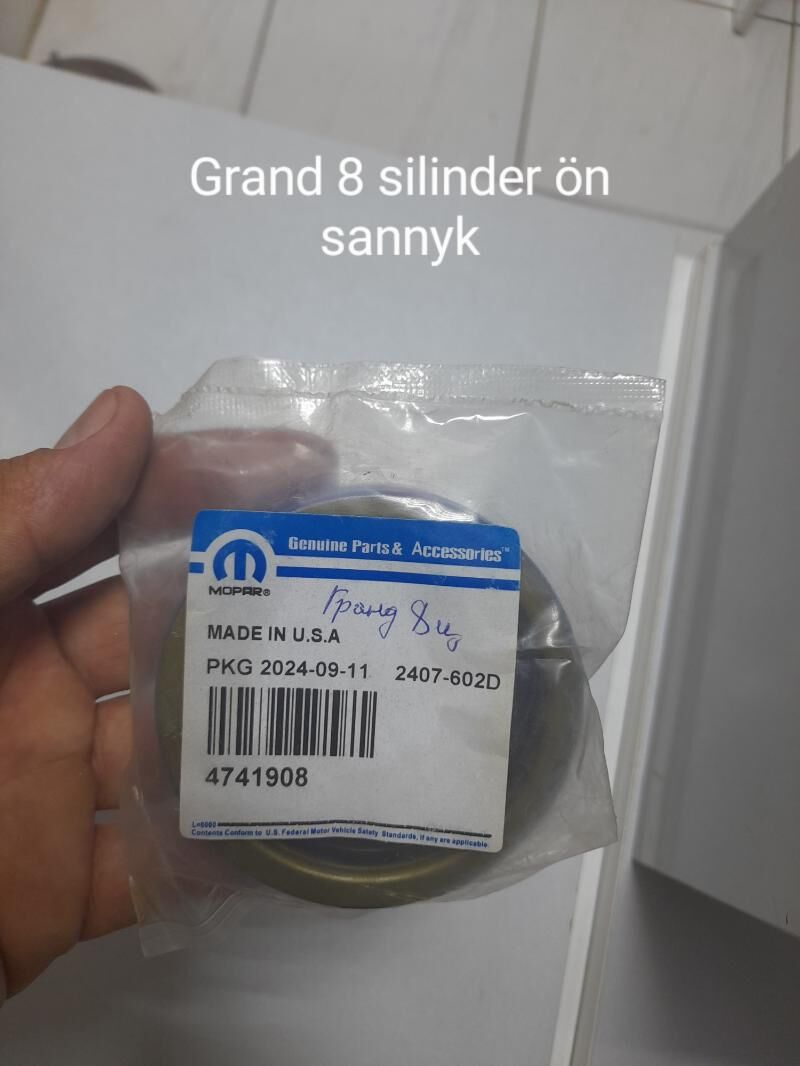 Grand 8 silinder ön
sannyk
Genuine Parts & Accessories™
MOPAR®
Гранд 8ц
MADE IN U.S.A
PKG 2024-09-11 2407-602D
4741908
L=6060
Contents Conform to U.S. Federal Motor Vehicle Safety Standards, if any are applicable.